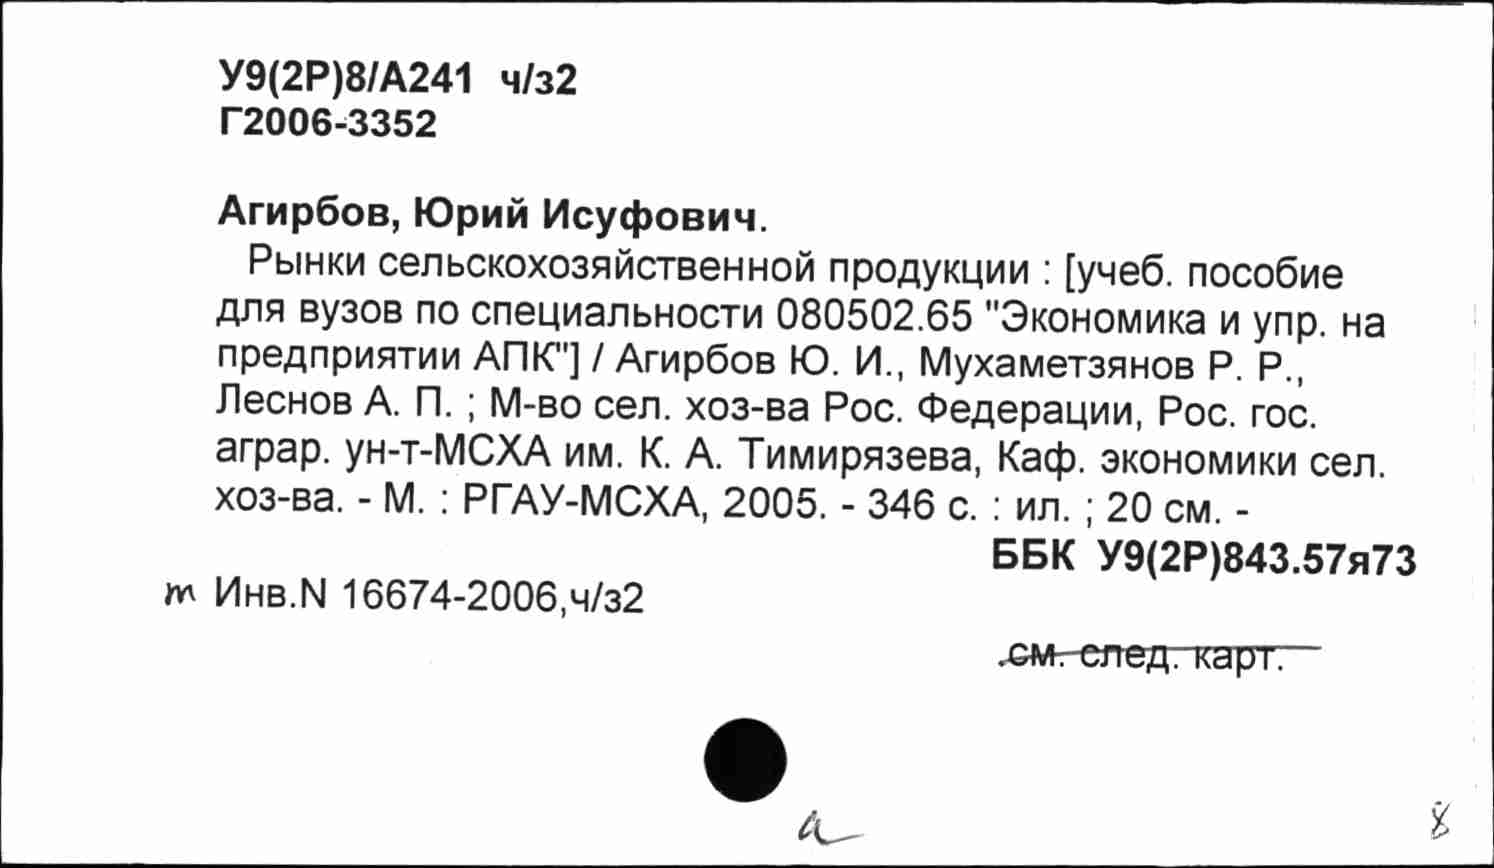 У9(2Р)8/А241 ч/з2
Г2006-3352
Агирбов, Юрий Исуфович.
Рынки сельскохозяйственной продукции : [учеб. пособие
для вузов по специальности 080502.65 "Экономика и упр. на
предприятии АПК"] / Агирбов Ю. И., Мухаметзянов Р. Р.,
Леснов А. П. ; М-во сел. хоз-ва Рос. Федерации, Рос. гос.
аграр. ун-т-МСХА им. К. А. Тимирязева, Каф. экономики сел.
хоз-ва. - М. : РГАУ-МСХА, 2005. - 346 с. : ил. ; 20 см. -
ББК У9(2Р)843.57я73
т Инв.N 16674-2006,ч/з2
см. след. карт.
а
8